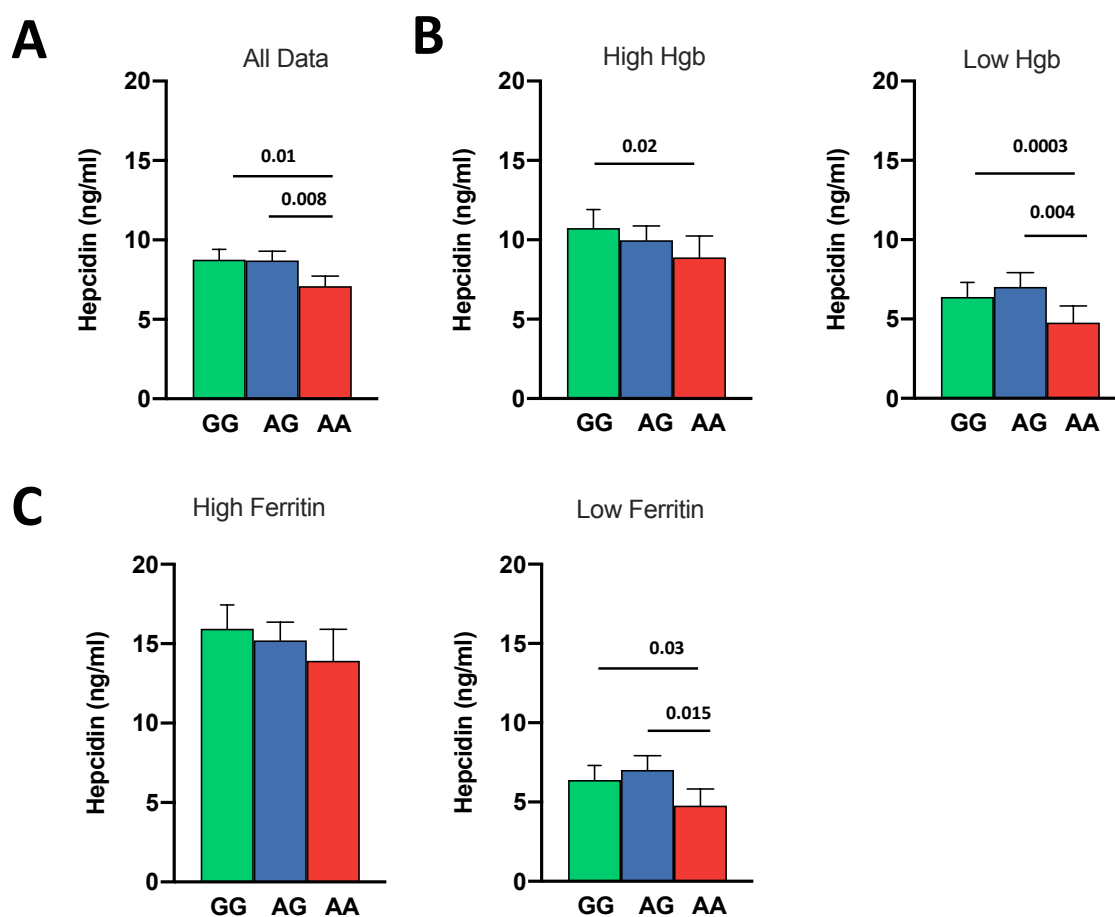 A
B
All Data
High Hgb
Low Hgb
Hepcidin (ng/ml)
20
15
10
5
0
0.01
0.008
GG AG AA
Hepcidin (ng/ml)
20
15
10
5
0
0.02
GG AG AA
Hepcidin (ng/ml)
20
15
10
5
0
0.0003
0.004
GG AG AA
C
High Ferritin
Low Ferritin
Hepcidin (ng/ml)
20
15
10
5
0
GG AG AA
Hepcidin (ng/ml)
20
15
10
5
0
0.03
0.015
GG AG AA